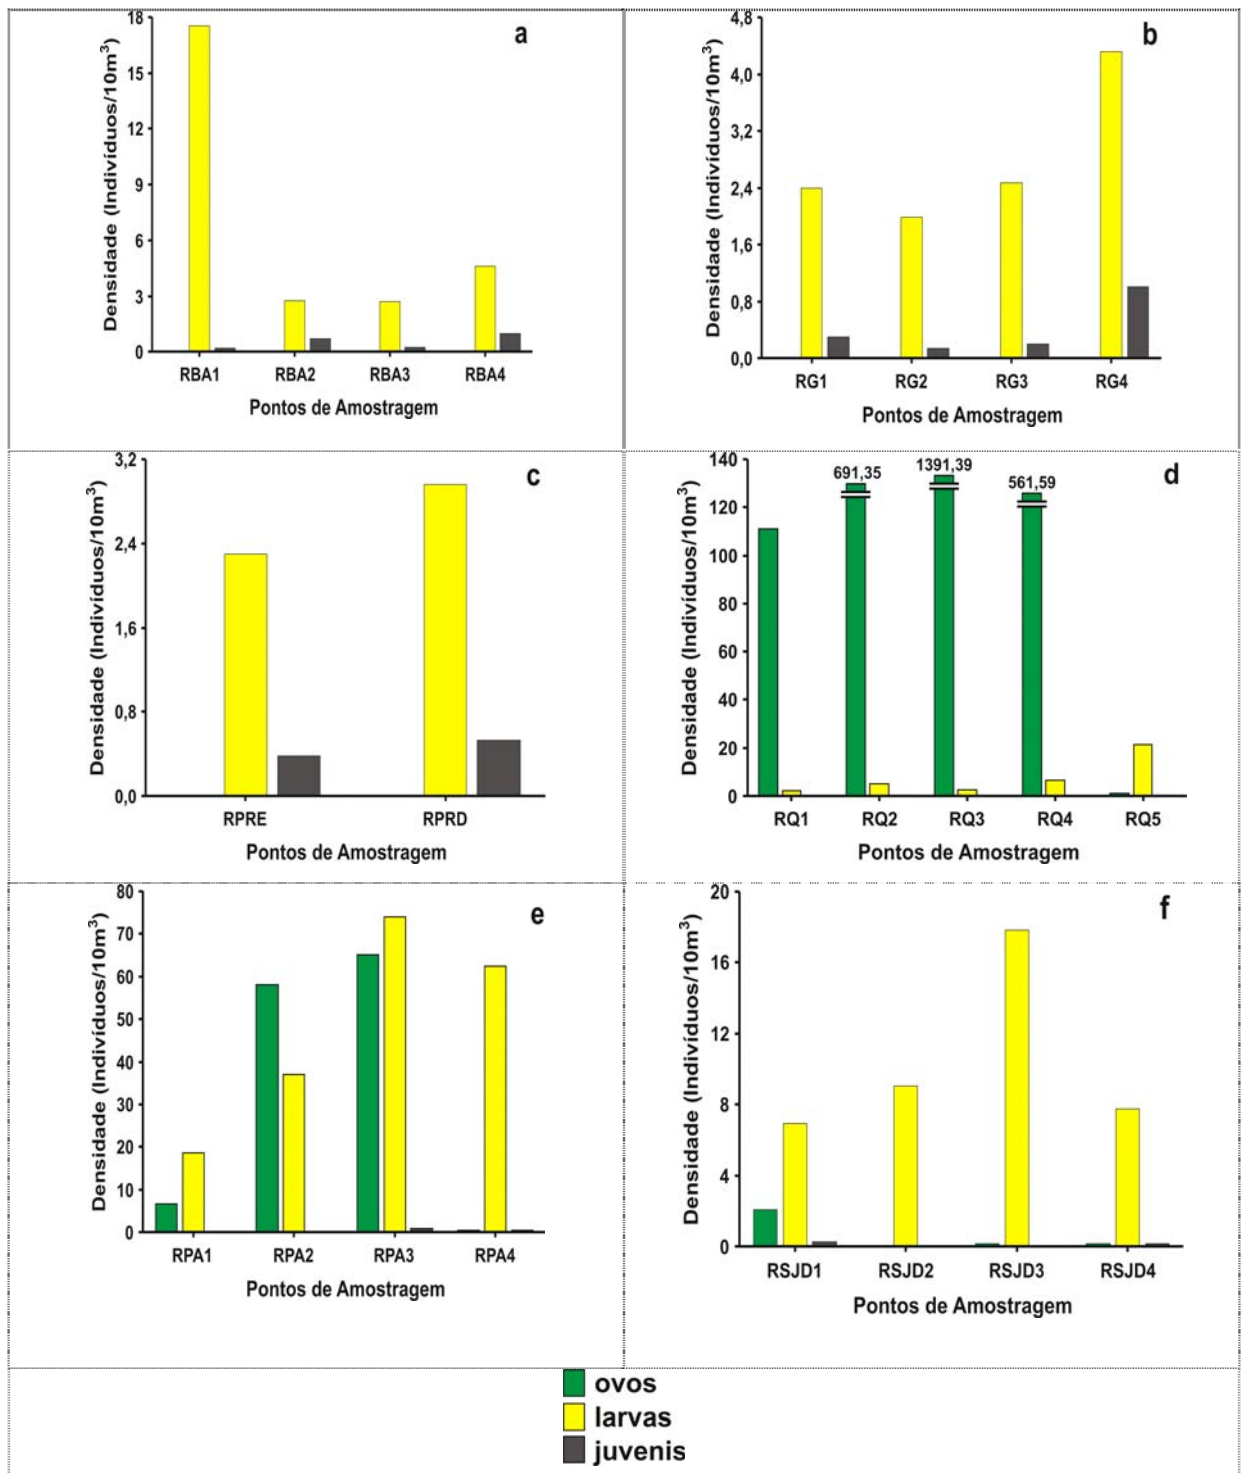 a
Densidade (Indivíduos/10m³)
18
15
12
9
6
3
0
RBA1 RBA2 RBA3 RBA4
Pontos de Amostragem
b
Densidade (Indivíduos/10m³)
4,8
4,0
3,2
2,4
1,6
0,8
0,0
RG1 RG2 RG3 RG4
Pontos de Amostragem
c
Densidade (Indivíduos/10m³)
3,2
2,4
1,6
0,8
0,0
RPRE RPRD
Pontos de Amostragem
d
Densidade (Indivíduos/10m³)
140
120
100
80
60
40
20
0
691,35 1391,39 561,59
RQ1 RQ2 RQ3 RQ4 RQ5
Pontos de Amostragem
e
Densidade (Indivíduos/10m³)
80
70
60
50
40
30
20
10
0
RPA1 RPA2 RPA3 RPA4
Pontos de Amostragem
f
Densidade (Indivíduos/10m³)
20
16
12
8
4
0
RSJD1 RSJD2 RSJD3 RSJD4
Pontos de Amostragem
ovos
larvas
juvenis